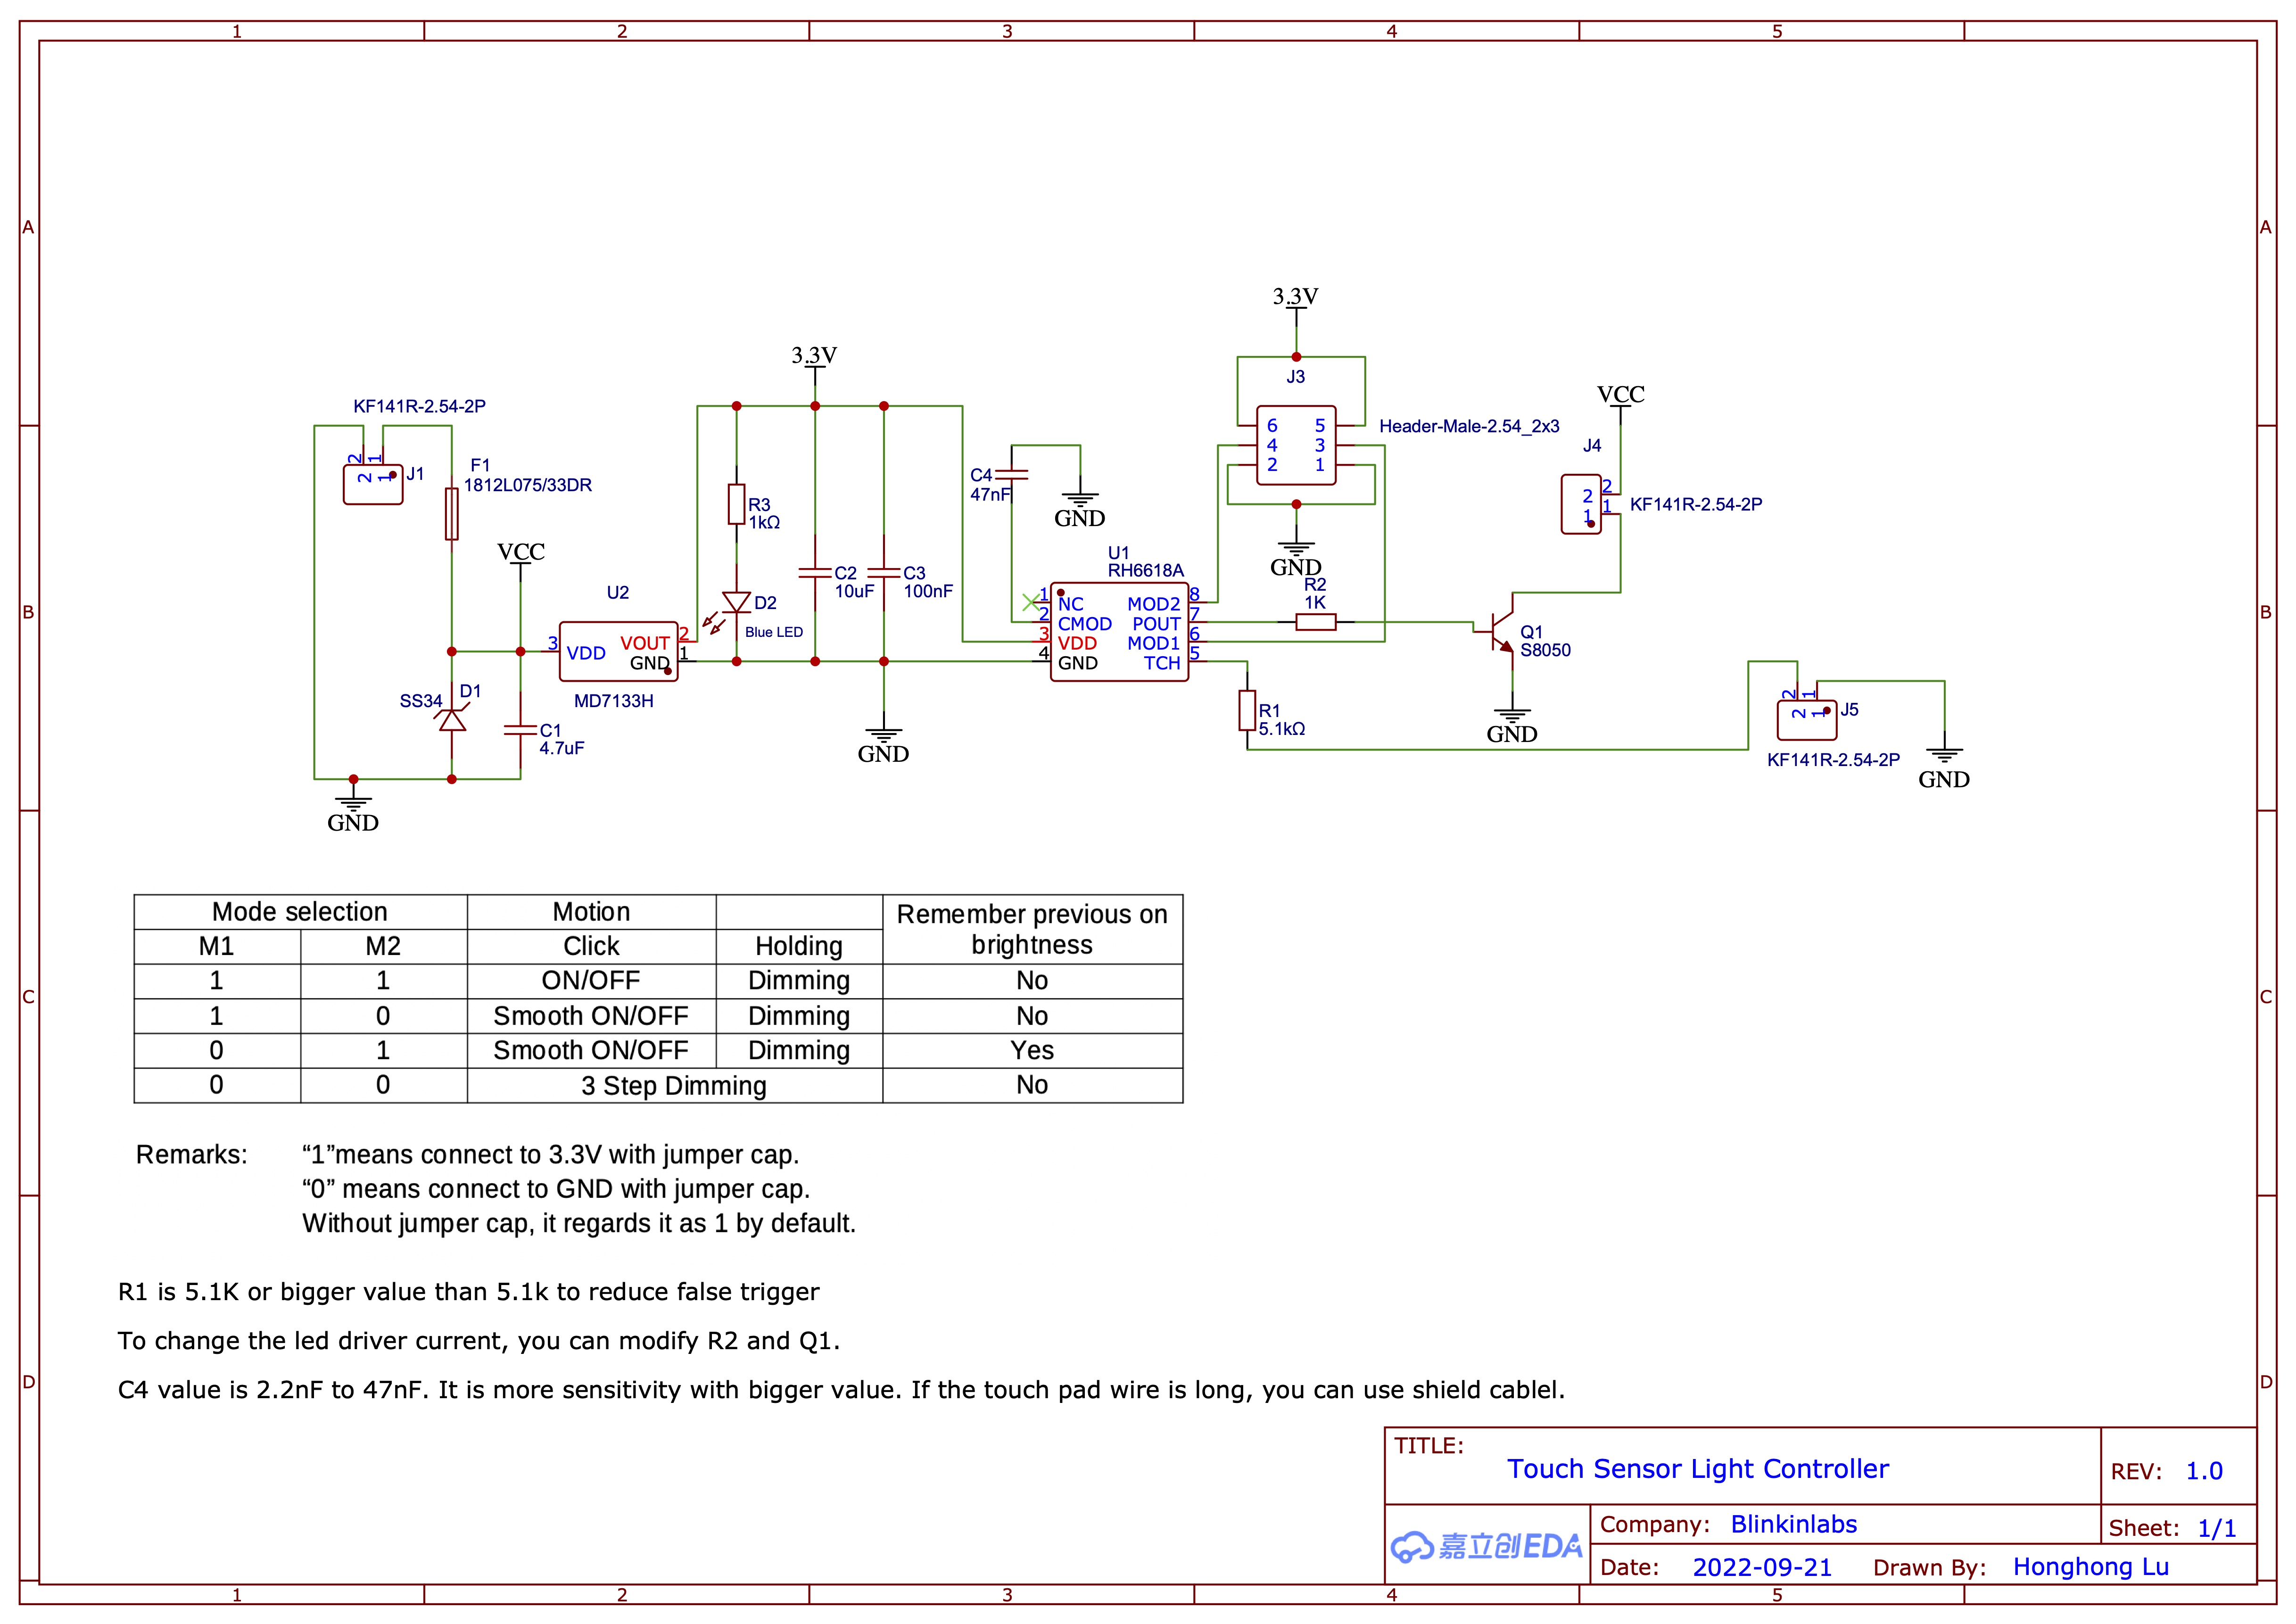 1 2 3 4 5
A A
B B
C C
D D
1 2 3 4 5
KF141R-2.54-2P
2 1
2 1
J1
F1
1812L075/33DR
VCC
SS34
D1
C1
4.7uF
GND
U2
3 VDD
VOUT 2
GND 1
MD7133H
3.3V
R3
1kΩ
D2
Blue LED
C2
10uF
C3
100nF
GND
C4
47nF
GND
U1
RH6618A
1 NC MOD2 8
2 CMOD POUT 7
3 VDD MOD1 6
4 GND TCH 5
3.3V
J3
6 5
4 3
2 1
Header-Male-2.54_2x3
GND
R2
1K
R1
5.1kΩ
VCC
J4
2 2
1 1
KF141R-2.54-2P
Q1
S8050
GND
2 1
2 1
J5
KF141R-2.54-2P
GND
Mode selection Motion Remember previous on
brightness
M1 M2 Click Holding
1 1 ON/OFF Dimming No
1 0 Smooth ON/OFF Dimming No
0 1 Smooth ON/OFF Dimming Yes
0 0 3 Step Dimming No
Remarks: “1”means connect to 3.3V with jumper cap.
“0” means connect to GND with jumper cap.
Without jumper cap, it regards it as 1 by default.
R1 is 5.1K or bigger value than 5.1k to reduce false trigger
To change the led driver current, you can modify R2 and Q1.
C4 value is 2.2nF to 47nF. It is more sensitivity with bigger value. If the touch pad wire is long, you can use shield cablel.
TITLE:
Touch Sensor Light Controller
REV: 1.0
嘉立创EDA
Company: Blinkinlabs
Sheet: 1/1
Date: 2022-09-21 Drawn By: Honghong Lu